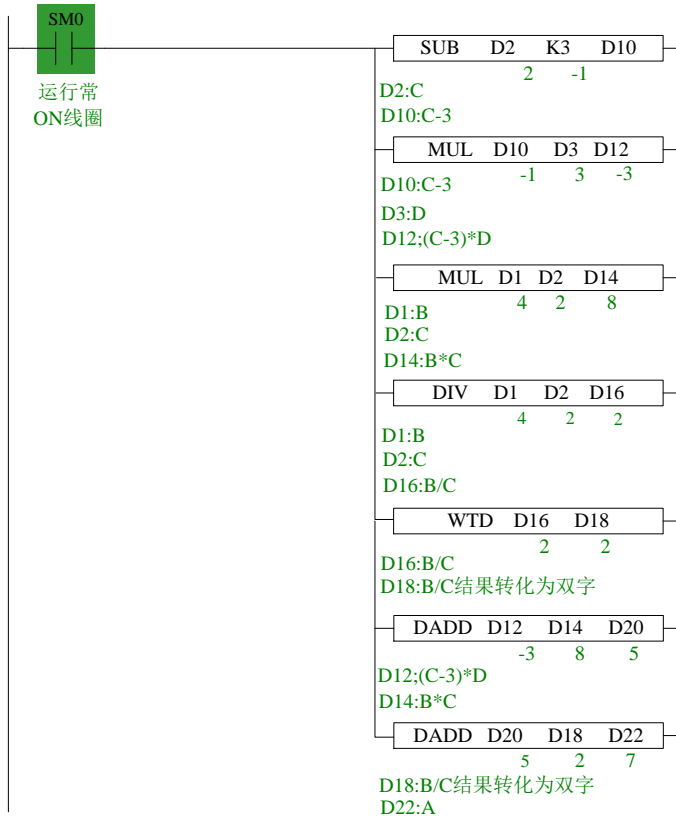 SM0
运行常
ON线圈
SUB D2 K3 D10
2 -1
D2:C
D10:C-3
MUL D10 D3 D12
-1 3 -3
D10:C-3
D3:D
D12;(C-3)*D
MUL D1 D2 D14
4 2 8
D1:B
D2:C
D14:B*C
DIV D1 D2 D16
4 2 2
D1:B
D2:C
D16:B/C
WTD D16 D18
2 2
D16:B/C
D18:B/C结果转化为双字
DADD D12 D14 D20
-3 8 5
D12;(C-3)*D
D14:B*C
DADD D20 D18 D22
5 2 7
D18:B/C结果转化为双字
D22:A